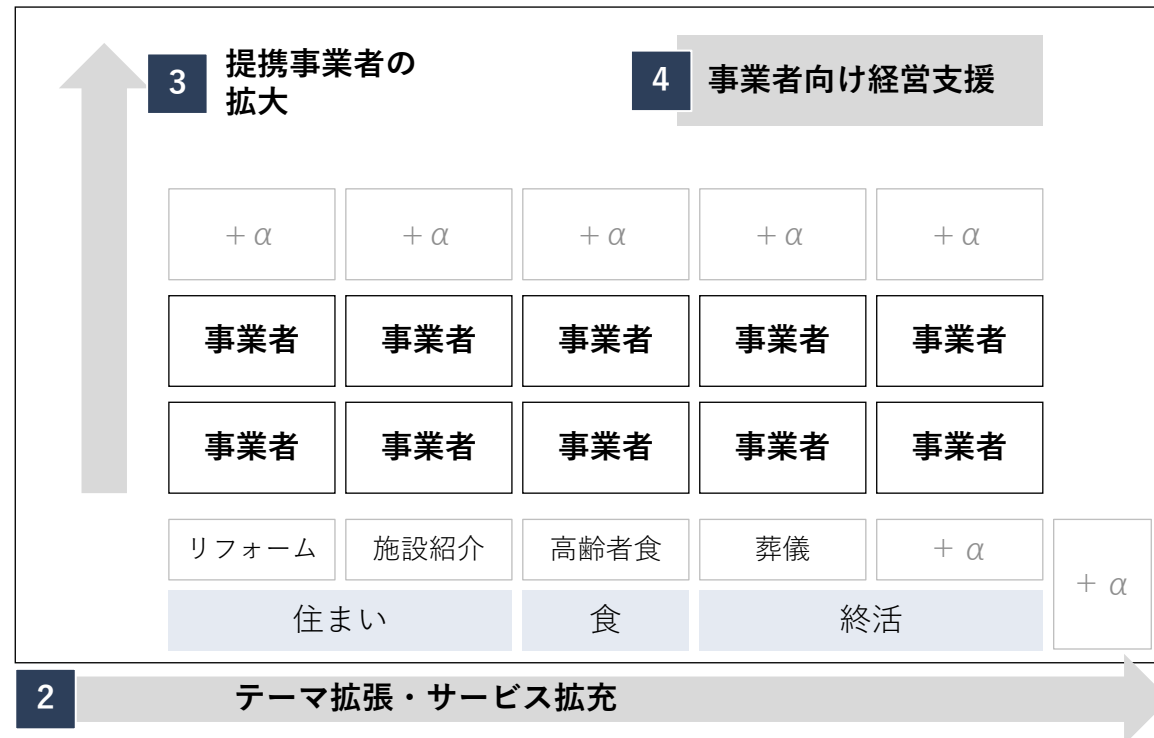 3
提携事業者の
拡大
4
事業者向け経営支援
+α +α +α +α +α
事業者 事業者 事業者 事業者 事業者
事業者 事業者 事業者 事業者 事業者
リフォーム 施設紹介 高齢者食 葬儀 +α
+α
住まい 食 終活
2
テーマ拡張・サービス拡充